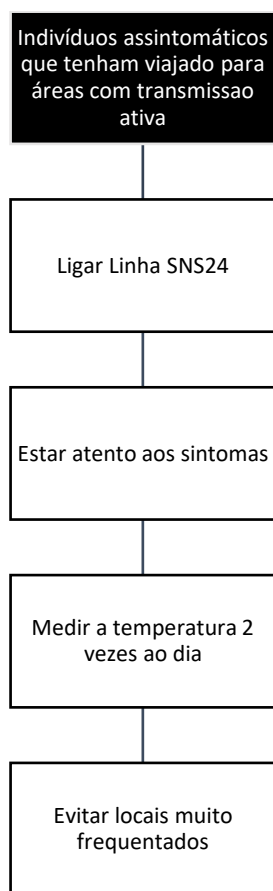 Indivíduos assintomáticos
que tenham viajado para
áreas com transmissao
ativa
Ligar Linha SNS24
Estar atento aos sintomas
Medir a temperatura 2
vezes ao dia
Evitar locais muito
frequentados